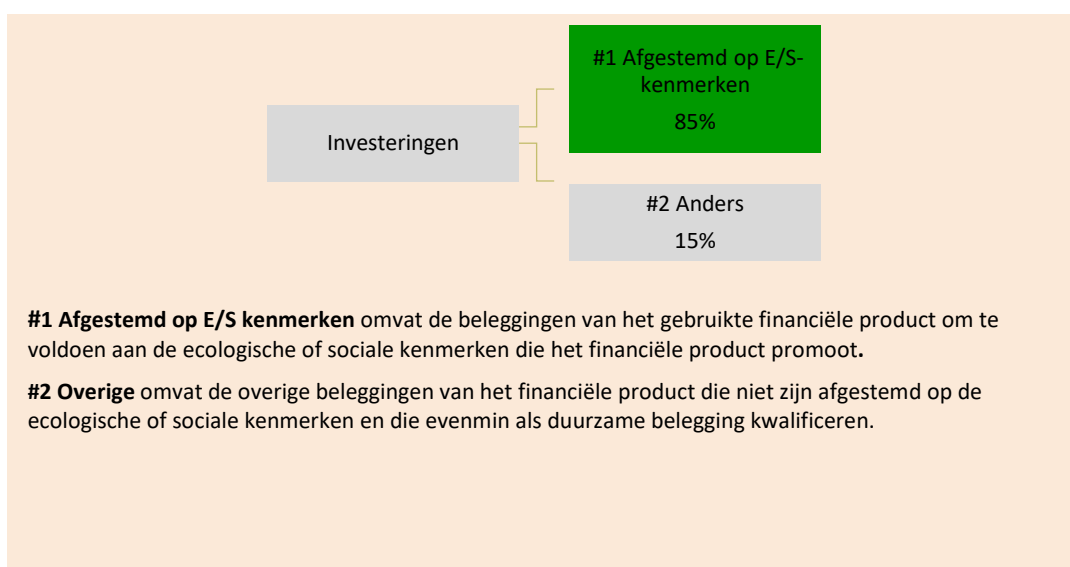 #1 Afgestemd op E/S-
kenmerken
85%
Investeringen
#2 Anders
15%
#1 Afgestemd op E/S kenmerken omvat de beleggingen van het gebruikte financiële product om te
voldoen aan de ecologische of sociale kenmerken die het financiële product promoot.
#2 Overige omvat de overige beleggingen van het financiële product die niet zijn afgestemd op de
ecologische of sociale kenmerken en die evenmin als duurzame belegging kwalificeren.